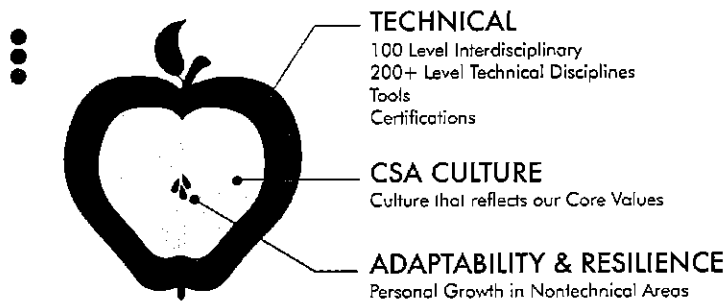 TECHNICAL
100 Level Interdisciplinary
200+ Level Technical Disciplines
Tools
Certifications
CSA CULTURE
Culture that reflects our Core Values
ADAPTABILITY & RESILIENCE
Personal Growth in Nontechnical Areas